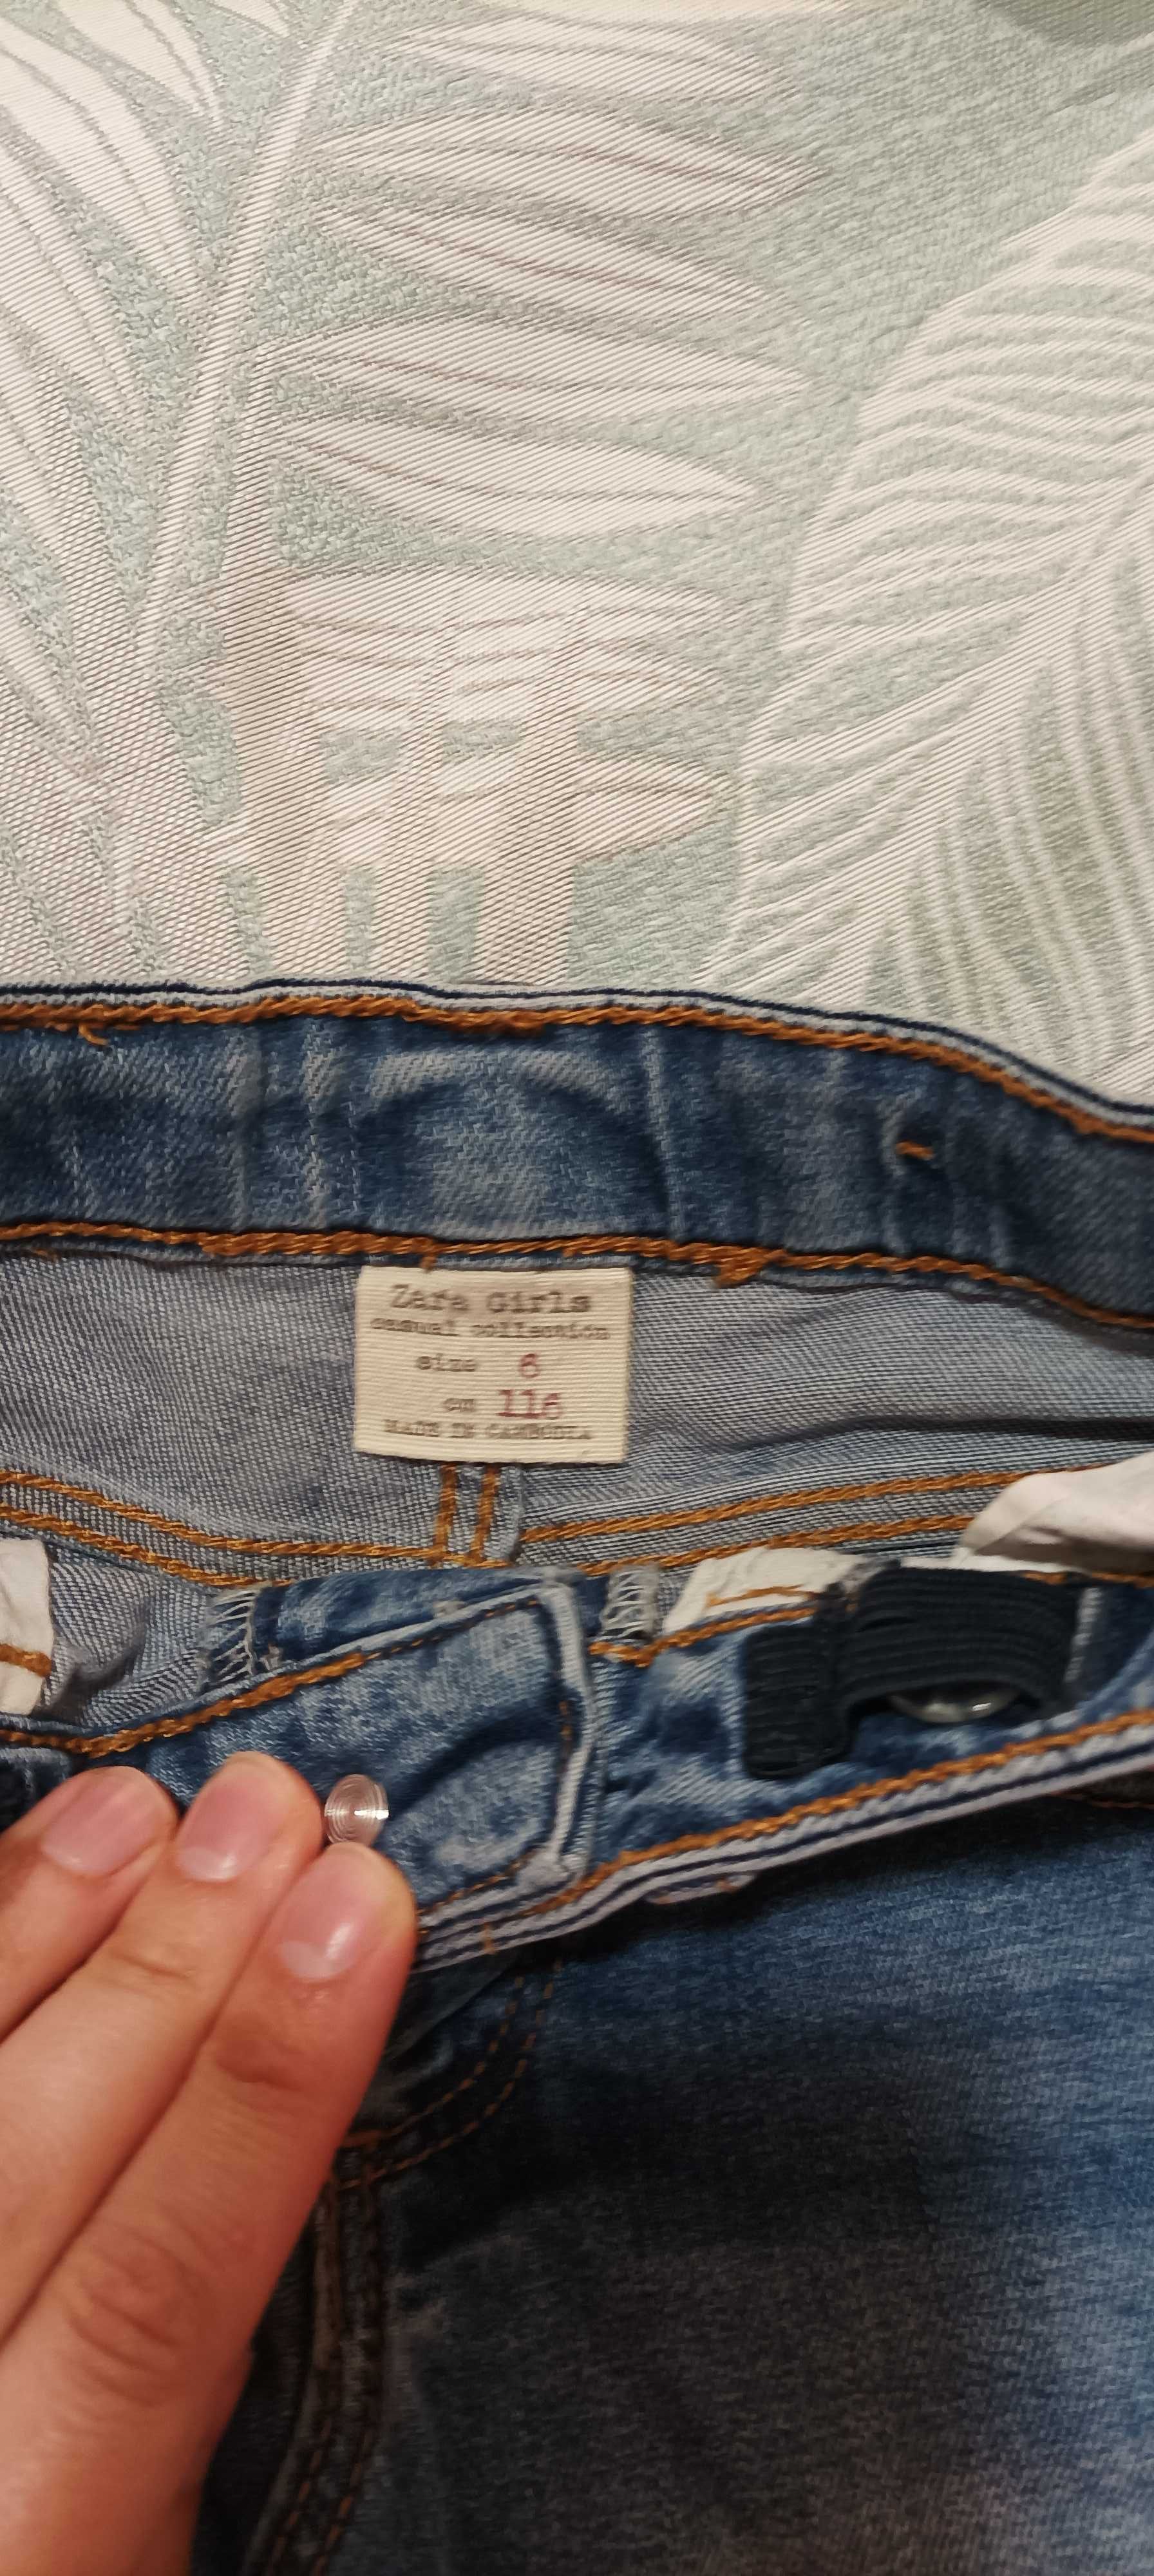 Zara Girls
casual collection
size 6
cm 116
MADE IN CAMBODIA